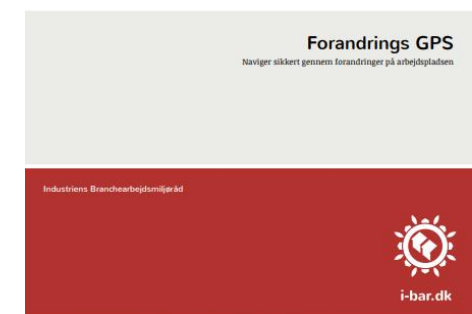 Forandrings GPS
Naviger sikkert gennem forandringer på arbejdspladsen
Industriens Branchearbejdsmiljøråd
i-bar.dk